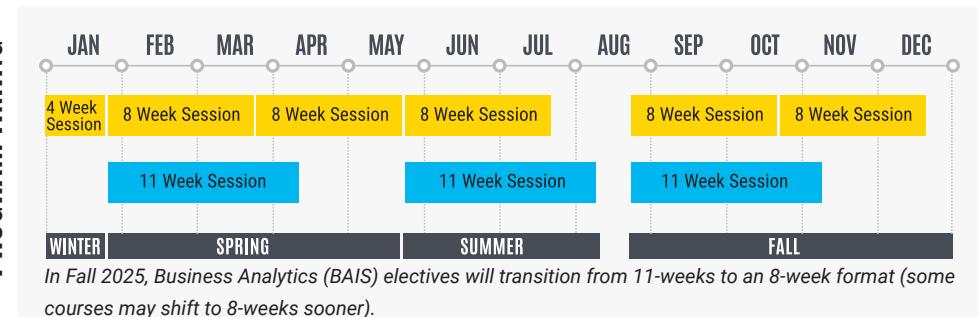 JAN FEB MAR APR MAY JUN JUL AUG SEP OCT NOV DEC
4 Week
Session
8 Week Session 8 Week Session 8 Week Session 8 Week Session 8 Week Session
11 Week Session 11 Week Session 11 Week Session
WINTER SPRING SUMMER FALL
In Fall 2025, Business Analytics (BAIS) electives will transition from 11-weeks to an 8-week format (some
courses may shift to 8-weeks sooner).